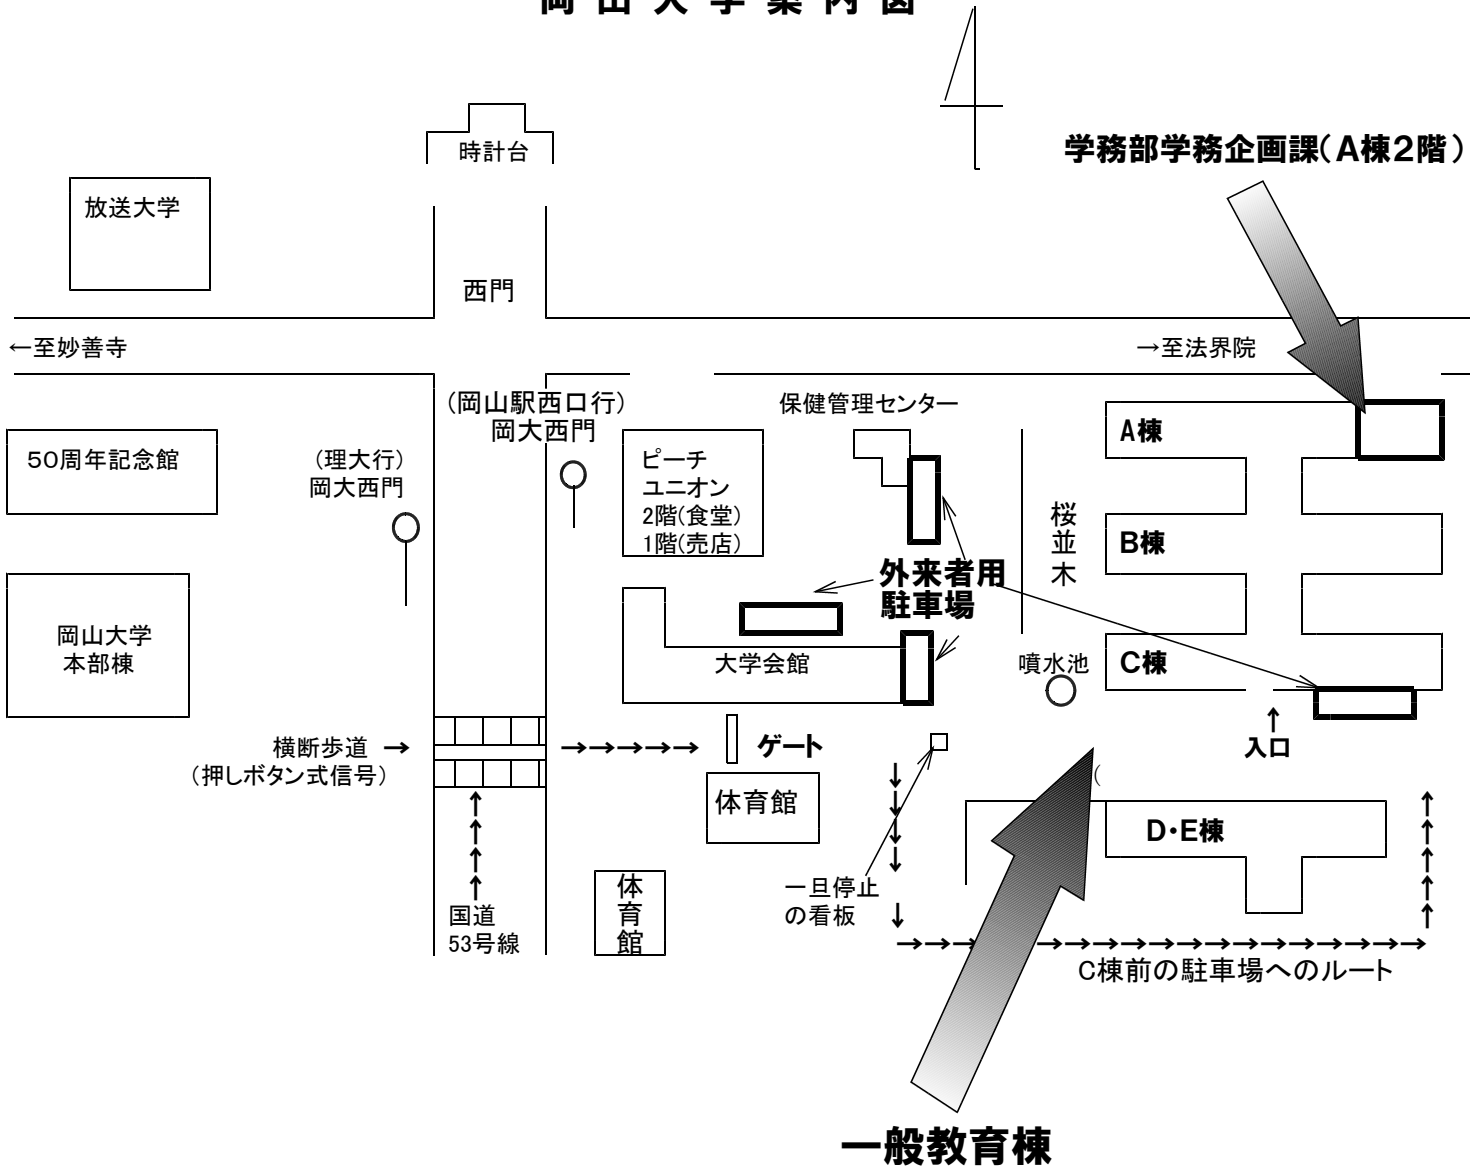 岡山大学案内図
時計台
学務部学務企画課(A棟2階)
放送大学
西門
←至妙善寺
→至法界院
(岡山駅西口行)
岡大西門
保健管理センター
A棟
50周年記念館
(理大行)
岡大西門
ピーチ
ユニオン
2階(食堂)
1階(売店)
桜並木
B棟
外来者用
駐車場
岡山大学
本部棟
大学会館
噴水池
C棟
横断歩道 →
(押しボタン式信号)
→→→→→
ゲート
↑
入口
体育館
(
D・E棟
体育館
一旦停止
の看板
国道
53号線
C棟前の駐車場へのルート
一般教育棟